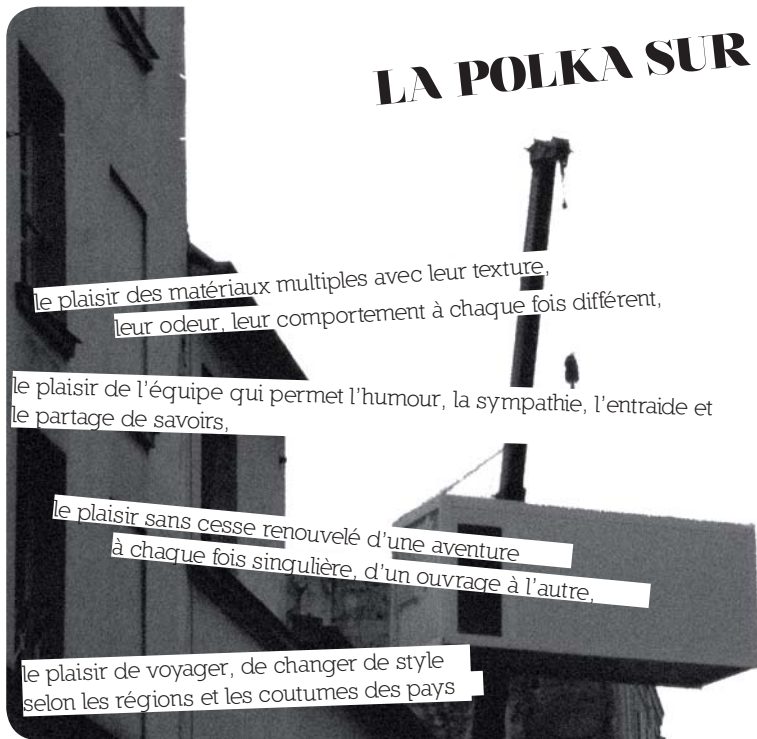 LA POLKA SUR
le plaisir des matériaux multiples avec leur texture,
leur odeur, leur comportement à chaque fois différent,
le plaisir de l'équipe qui permet l'humour, la sympathie, l'entraide et
le partage de savoirs,
le plaisir sans cesse renouvelé d'une aventure
à chaque fois singulière, d'un ouvrage à l'autre,
le plaisir de voyager, de changer de style
selon les régions et les coutumes des pays